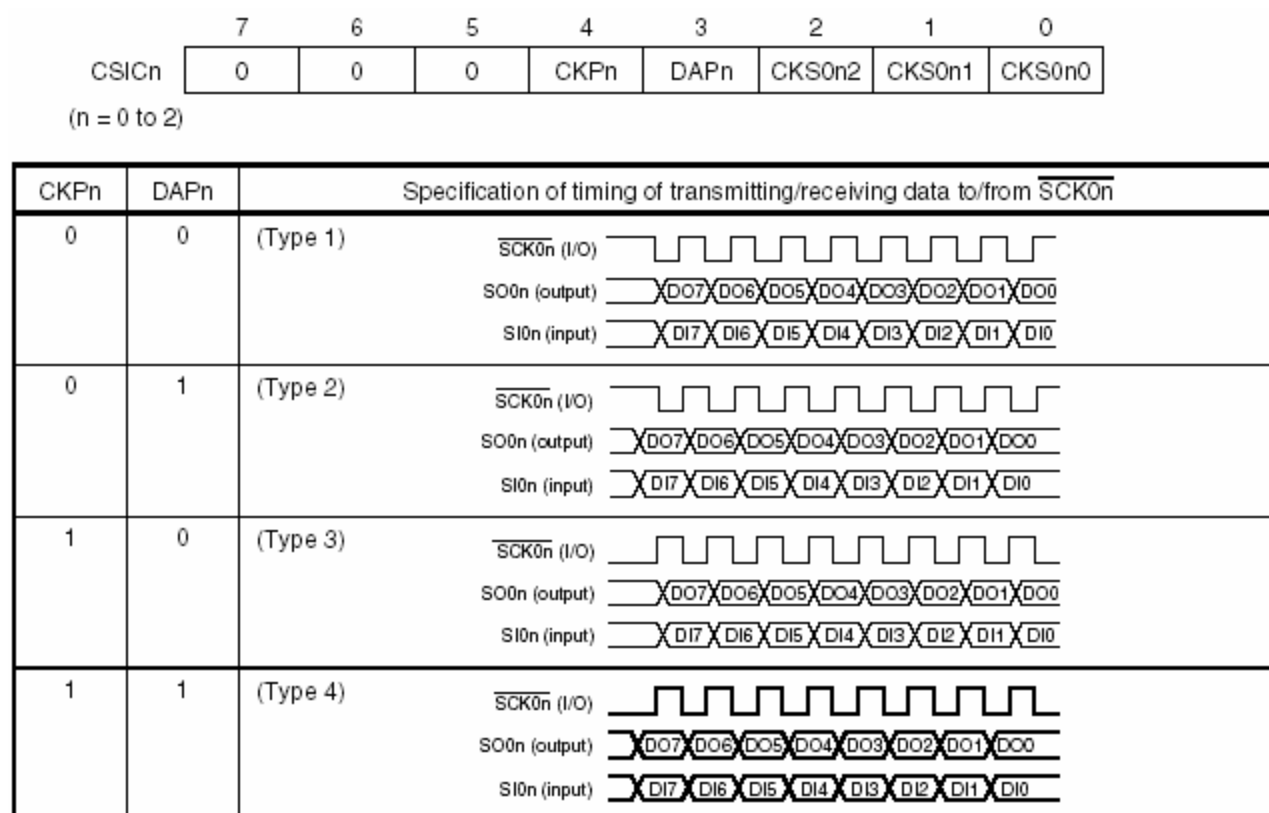 7 6 5 4 3 2 1 0
CSICn 0 0 0 CKPn DAPn CKS0n2 CKS0n1 CKS0n0
(n = 0 to 2)
CKPn DAPn Specification of timing of transmitting/receiving data to/from SCK0n
0 0 (Type 1) SCK0n (I/O)
SO0n (output) DO7 DO6 DO5 DO4 DO3 DO2 DO1 DO0
SI0n (input) DI7 DI6 DI5 DI4 DI3 DI2 DI1 DI0
0 1 (Type 2) SCK0n (I/O)
SO0n (output) DO7 DO6 DO5 DO4 DO3 DO2 DO1 DO0
SI0n (input) DI7 DI6 DI5 DI4 DI3 DI2 DI1 DI0
1 0 (Type 3) SCK0n (I/O)
SO0n (output) DO7 DO6 DO5 DO4 DO3 DO2 DO1 DO0
SI0n (input) DI7 DI6 DI5 DI4 DI3 DI2 DI1 DI0
1 1 (Type 4) SCK0n (I/O)
SO0n (output) DO7 DO6 DO5 DO4 DO3 DO2 DO1 DO0
SI0n (input) DI7 DI6 DI5 DI4 DI3 DI2 DI1 DI0